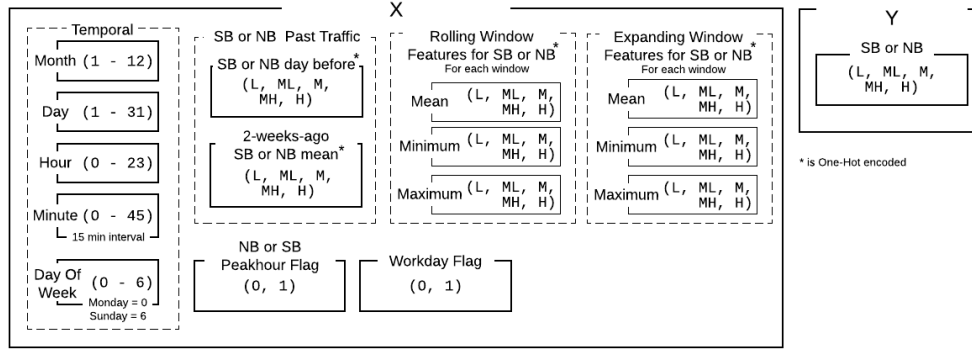 X
Temporal
Month (1 - 12)
Day (1 - 31)
Hour (0 - 23)
Minute (0 - 45)
15 min interval
Day Of
Week (0 - 6)
Monday = 0
Sunday = 6
SB or NB Past Traffic
SB or NB day before*
(L, ML, M,
MH, H)
2-weeks-ago
SB or NB mean*
(L, ML, M,
MH, H)
Rolling Window
Features for SB or NB*
For each window
Mean (L, ML, M,
MH, H)
Minimum (L, ML, M,
MH, H)
Maximum (L, ML, M,
MH, H)
Expanding Window
Features for SB or NB*
For each window
Mean (L, ML, M,
MH, H)
Minimum (L, ML, M,
MH, H)
Maximum (L, ML, M,
MH, H)
NB or SB
Peakhour Flag
(0, 1)
Workday Flag
(0, 1)
Y
SB or NB
(L, ML, M,
MH, H)
* is One-Hot encoded